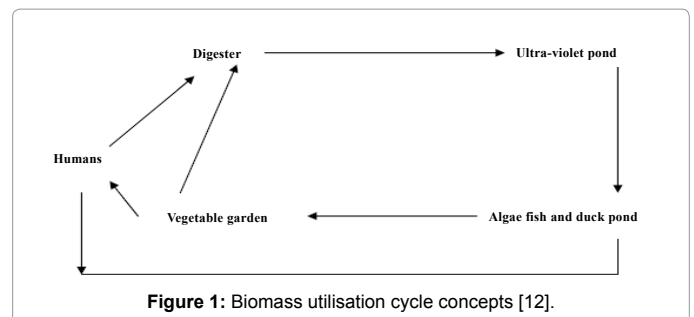 Digester
Ultra-violet pond
Humans
Vegetable garden
Algae fish and duck pond
Figure 1: Biomass utilisation cycle concepts [12].